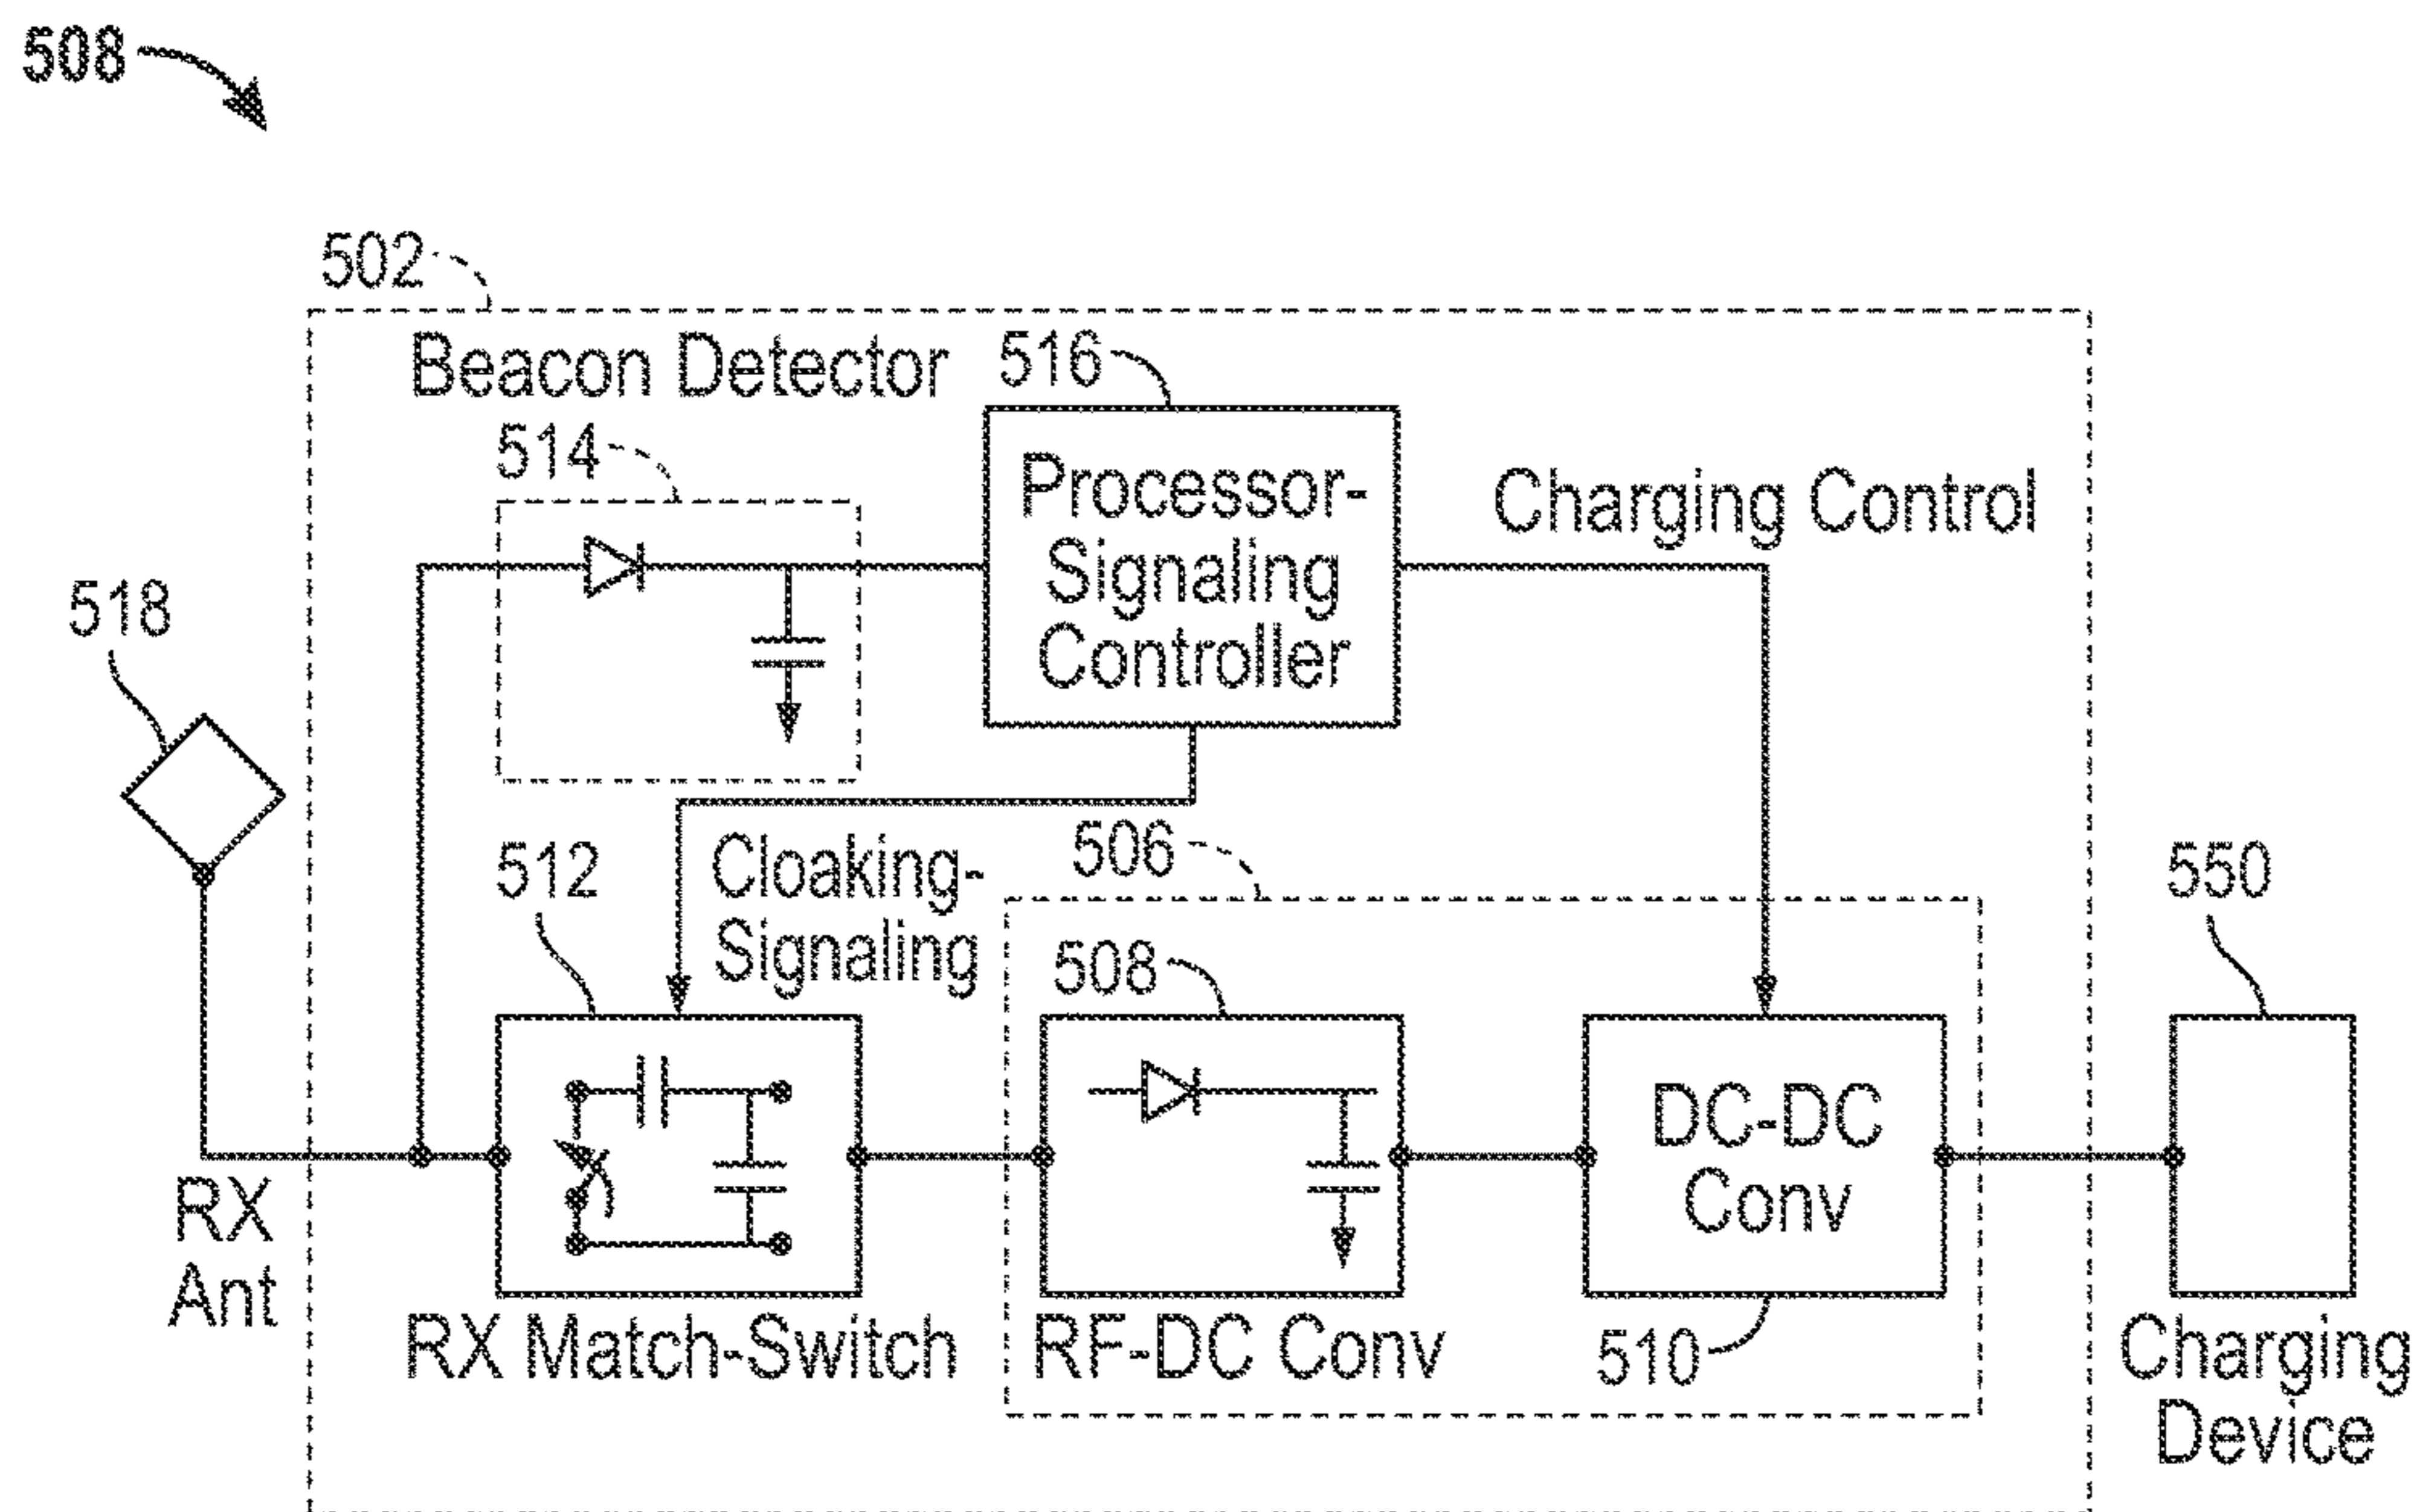 508
502
Beacon Detector
516
514
Processor-
Signaling
Controller
Charging Control
518
512
Cloaking-
Signaling
506
508
550
DC-DC
Conv
RX
Ant
RX Match-Switch
RF-DC Conv
510
Charging
Device